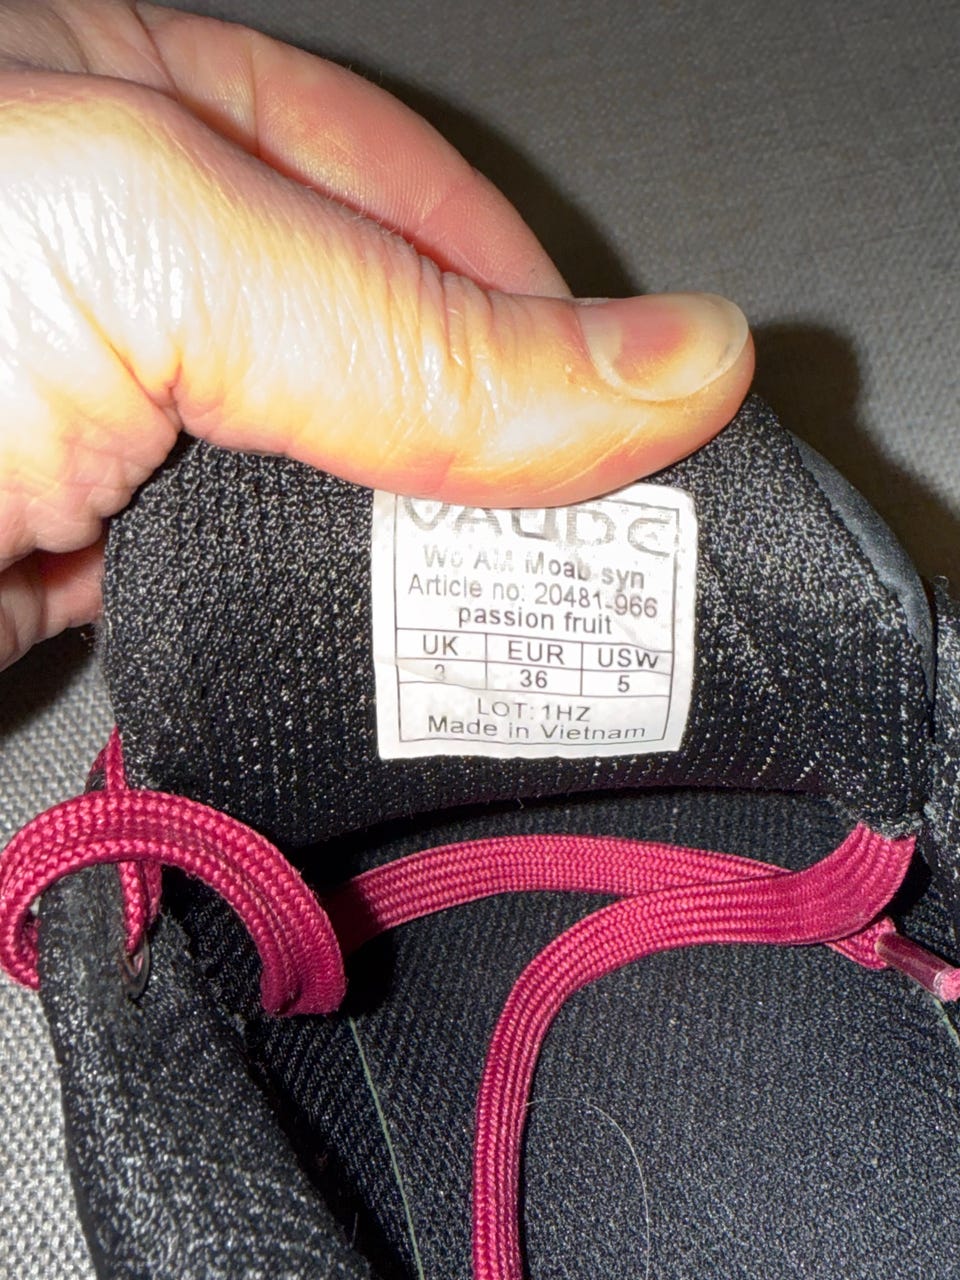 VAUDE
Wo AM Moab syn
Article no: 20481-966
passion fruit
UK EUR USW
3 36 5
LOT: 1HZ
Made in Vietnam